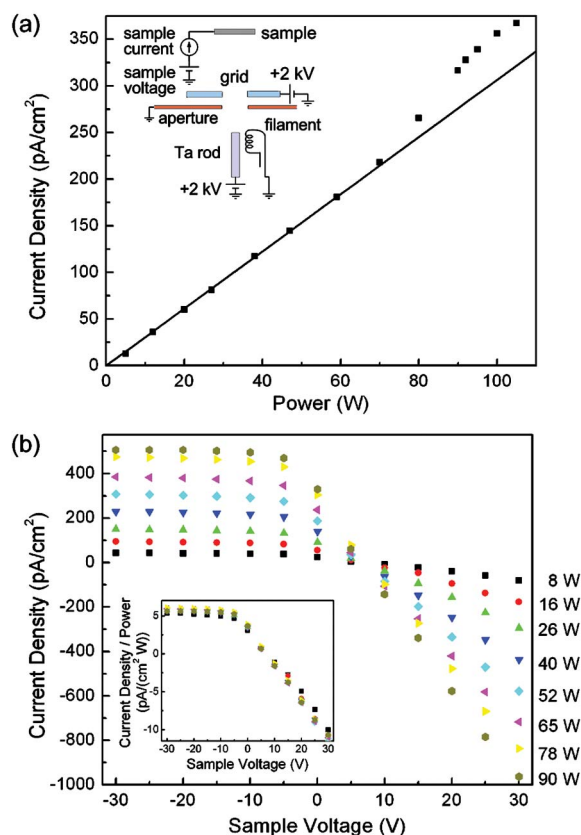 (a)
350
300
250
200
150
100
50
0
Current Density (pA/cm²)
0 20 40 60 80 100
Power (W)
sample
current
sample
voltage
sample
grid
+2 kV
aperture
filament
Ta rod
+2 kV
(b)
400
200
0
-200
-400
-600
-800
-1000
Current Density (pA/cm²)
-30 -20 -10 0 10 20 30
Sample Voltage (V)
8 W
16 W
26 W
40 W
52 W
65 W
78 W
90 W
Current Density / Power
(pA/(cm² W))
5
0
-5
-10
-30 -20 -10 0 10 20 30
Sample Voltage (V)